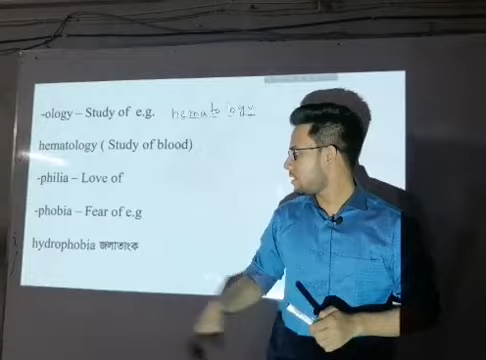 -ology – Study of e.g. hematology
hematology ( Study of blood)
-philia – Love of
-phobia – Fear of e.g
hydrophobia জলাতংক